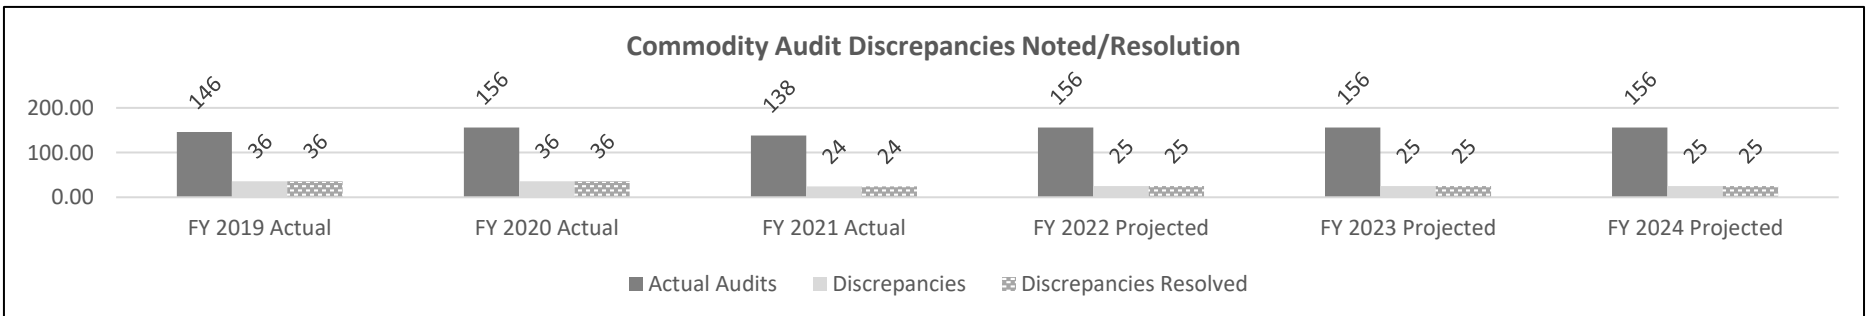 Commodity Audit Discrepancies Noted/Resolution
146 36 36 156 36 36 138 24 24 156 25 25 156 25 25 156 25 25
200.00
100.00
0.00
FY 2019 Actual FY 2020 Actual FY 2021 Actual FY 2022 Projected FY 2023 Projected FY 2024 Projected
Actual Audits Discrepancies Discrepancies Resolved